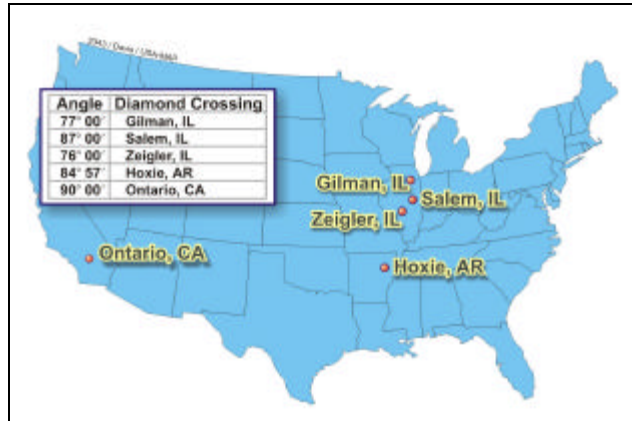 Angle Diamond Crossing
77° 00´ Gilman, IL
87° 00´ Salem, IL
76° 00´ Zeigler, IL
84° 57´ Hoxie, AR
90° 00´ Ontario, CA
Gilman, IL
Salem, IL
Zeigler, IL
Ontario, CA
Hoxie, AR